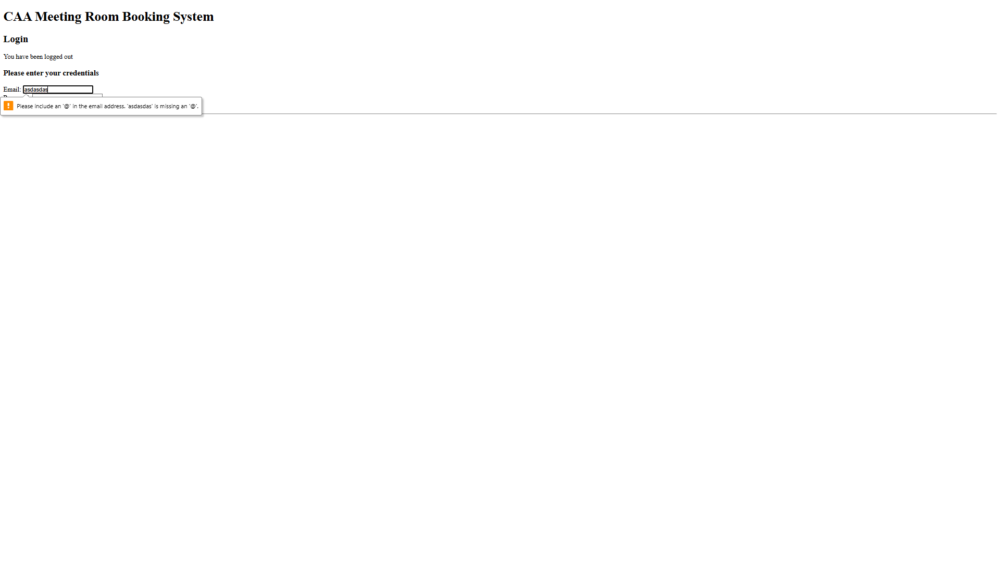 CAA Meeting Room Booking System
Login
You have been logged out
Please enter your credentials
Email: asdasdas
Please include an '@' in the email address. 'asdasdas' is missing an '@'.